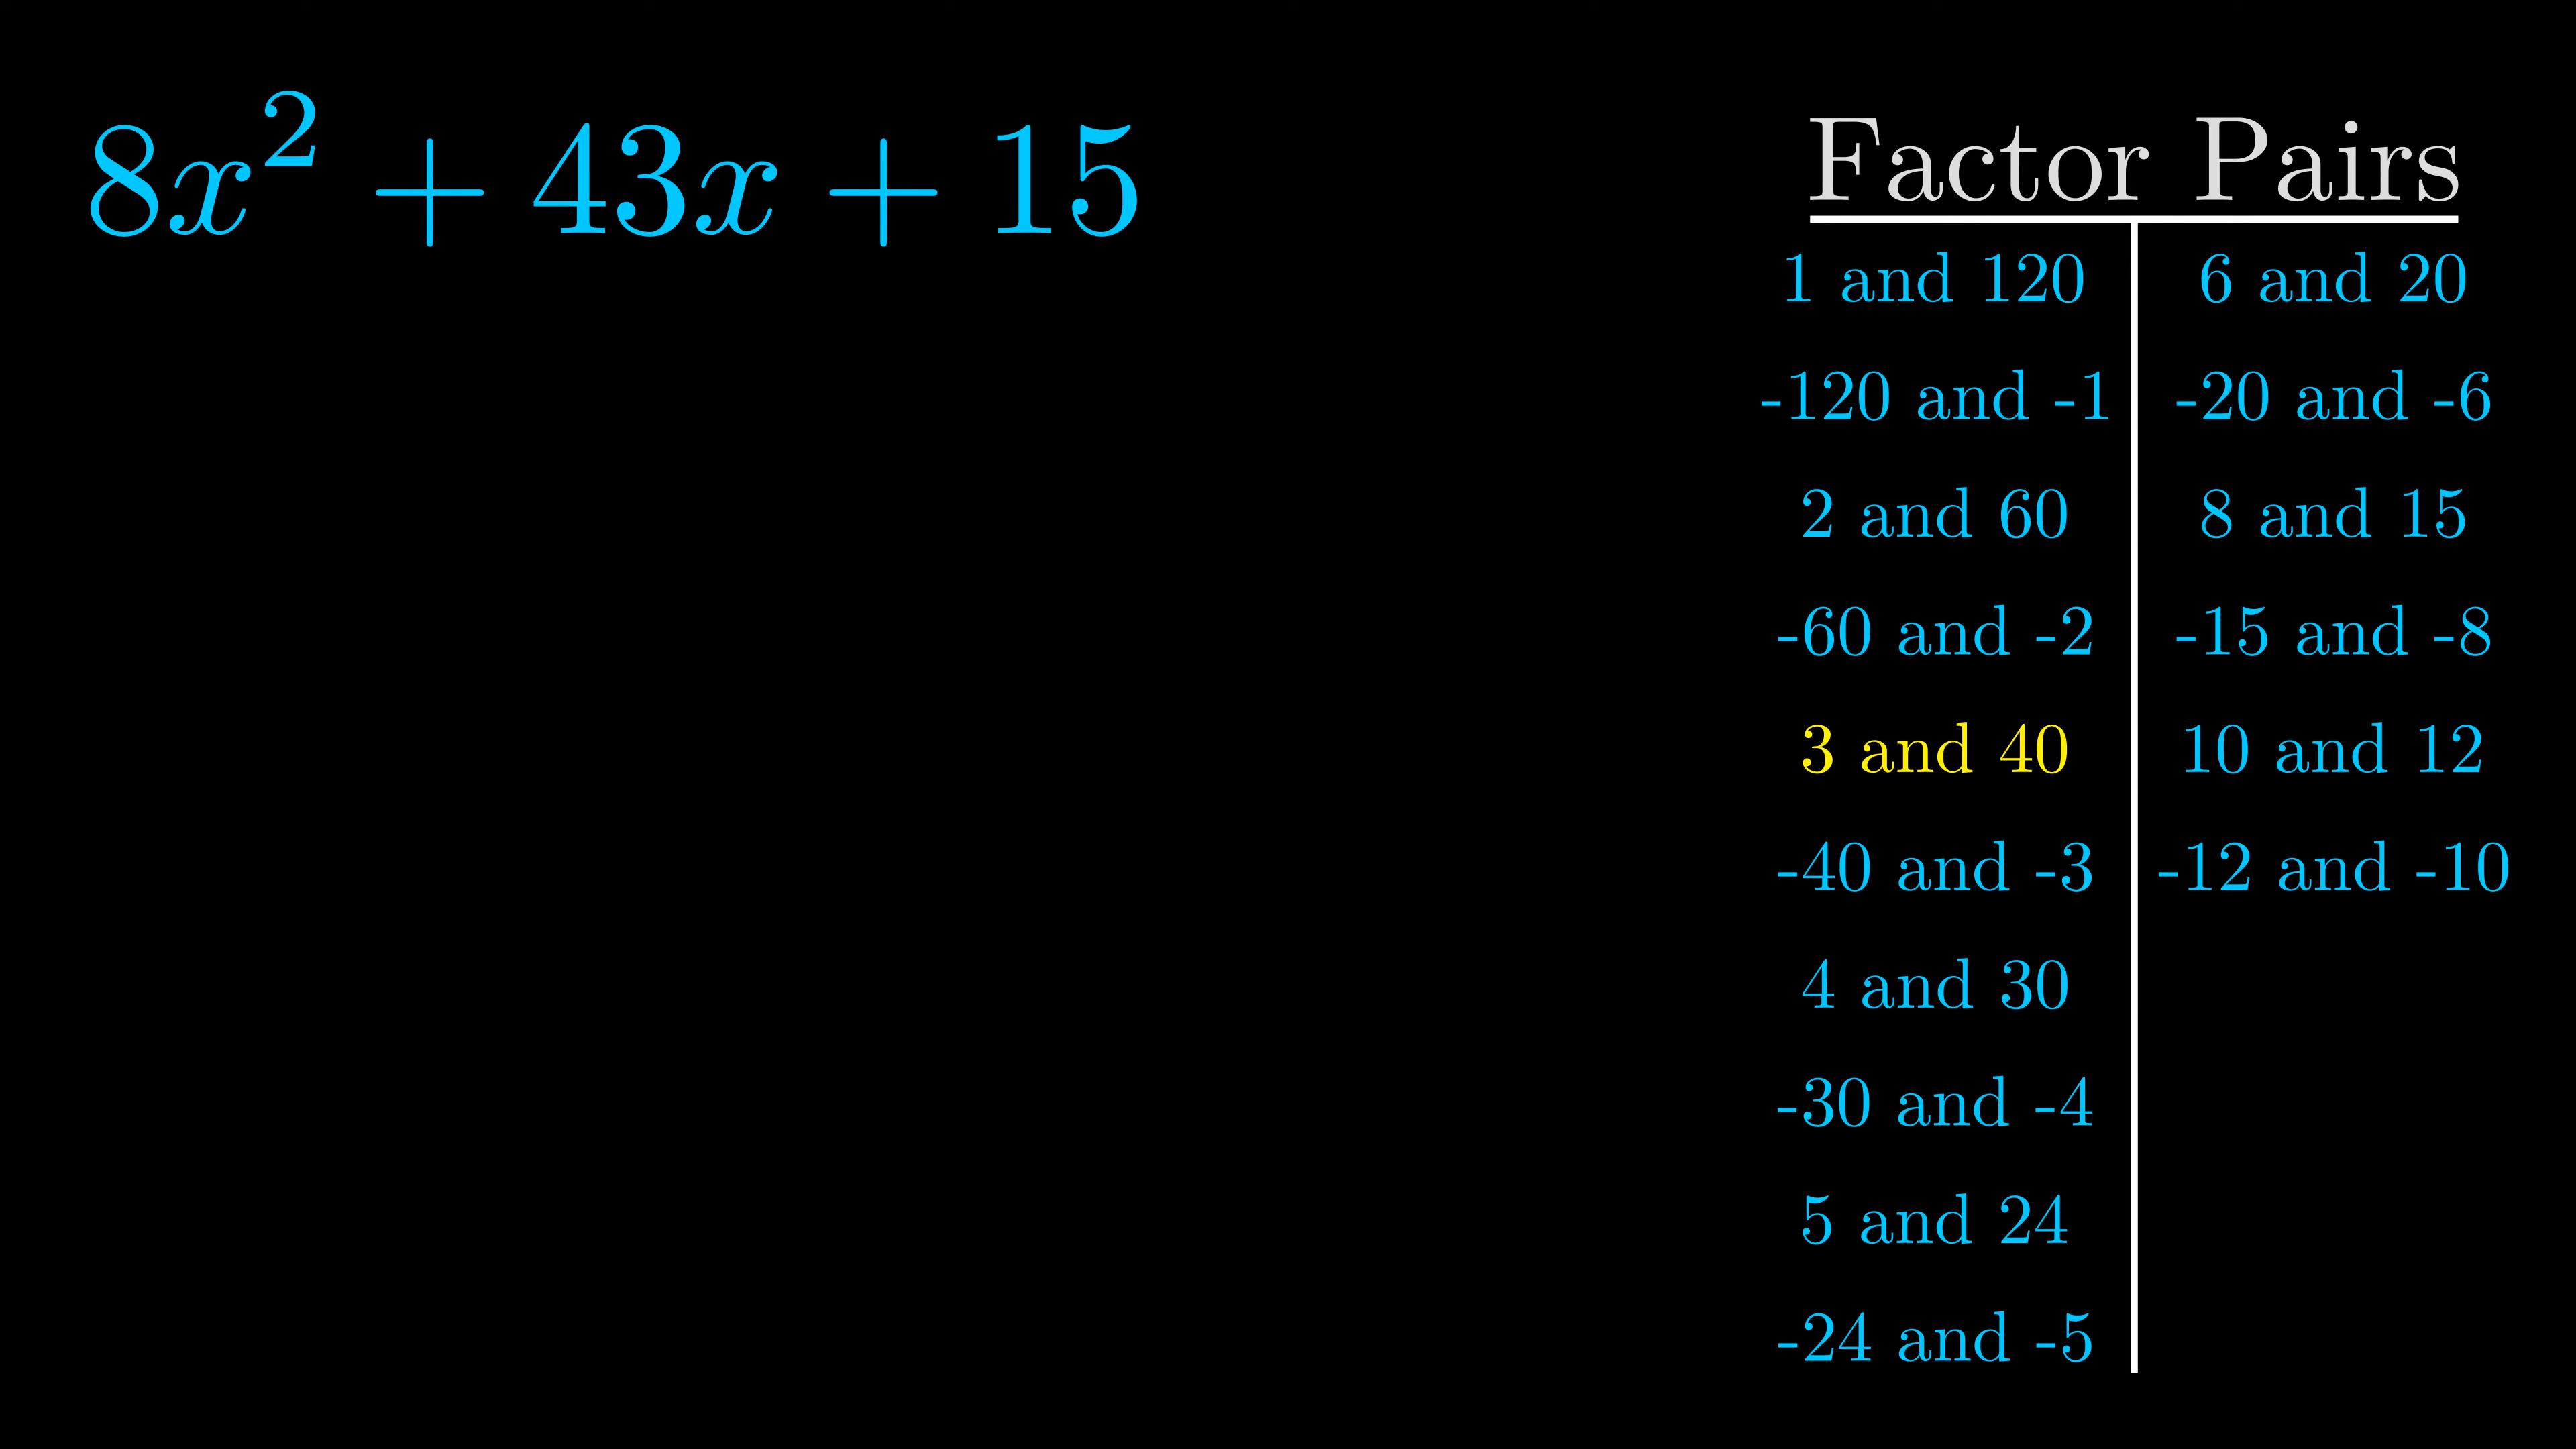 8x² + 43x + 15
Factor Pairs
1 and 120
-120 and -1
2 and 60
-60 and -2
3 and 40
-40 and -3
4 and 30
-30 and -4
5 and 24
-24 and -5
6 and 20
-20 and -6
8 and 15
-15 and -8
10 and 12
-12 and -10